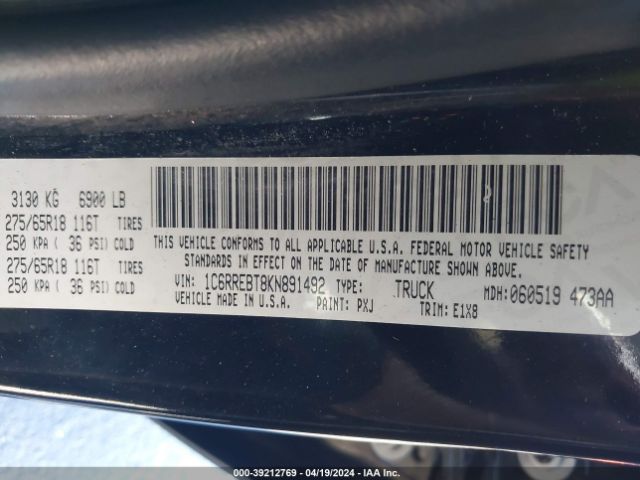 3130 KG 6900 LB
275/65R18 116T TIRES
250 KPA ( 36 PSI) COLD
275/65R18 116T TIRES
250 KPA ( 36 PSI) COLD
THIS VEHICLE CONFORMS TO ALL APPLICABLE U.S.A. FEDERAL MOTOR VEHICLE SAFETY
STANDARDS IN EFFECT ON THE DATE OF MANUFACTURE SHOWN ABOVE.
VIN: 1C6RREBT8KN891492 TYPE: TRUCK MDH:060519 473AA
VEHICLE MADE IN U.S.A. PAINT: PXJ TRIM: E1X8
000-39212769 - 04/19/2024 - IAA Inc.